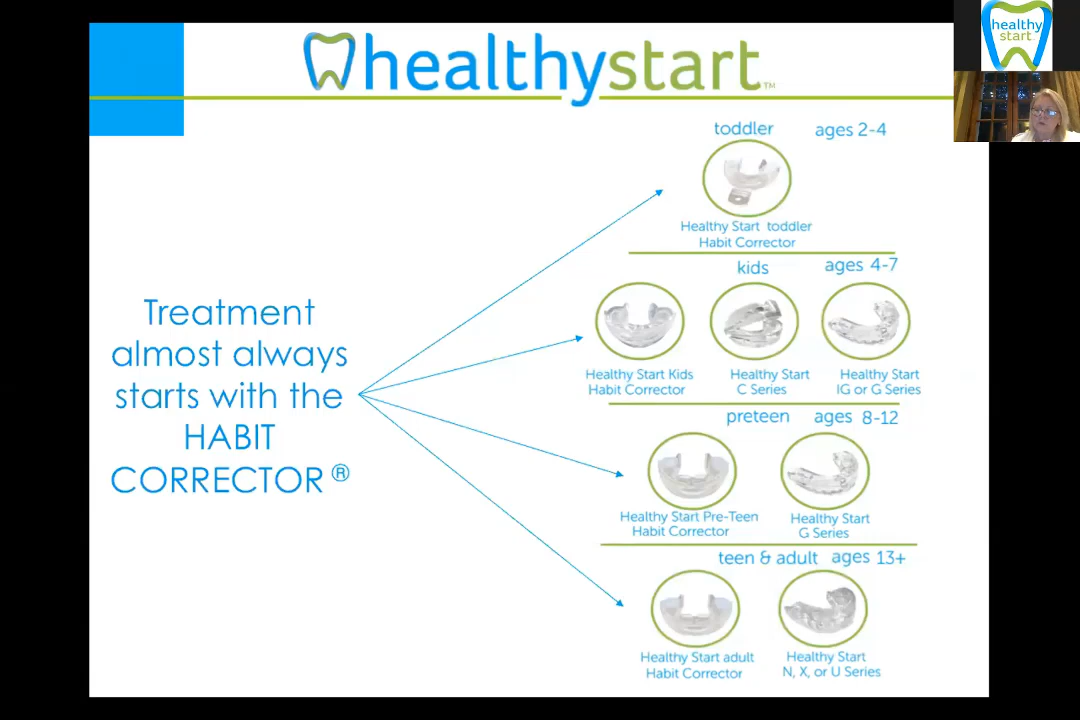 healthystart™
healthy
start
Treatment
almost always
starts with the
HABIT
CORRECTOR®
toddler ages 2-4
Healthy Start toddler
Habit Corrector
kids ages 4-7
Healthy Start Kids
Habit Corrector
Healthy Start
C Series
Healthy Start
IG or G Series
preteen ages 8-12
Healthy Start Pre-Teen
Habit Corrector
Healthy Start
G Series
teen & adult ages 13+
Healthy Start adult
Habit Corrector
Healthy Start
N, X, or U Series